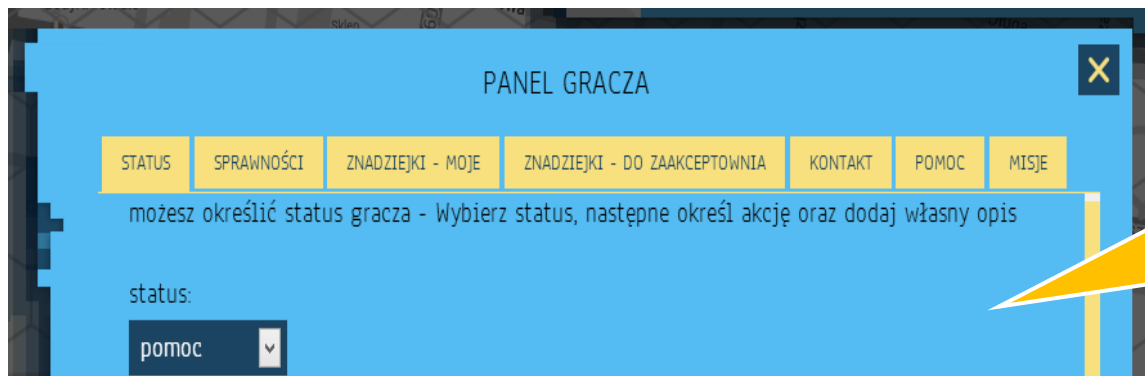 Sklep
PANEL GRACZA
X
STATUS SPRAWNOŚCI ZNADZIEJKI - MOJE ZNADZIEJKI - DO ZAAKCEPTOWNIA KONTAKT POMOC MISJE
możesz określić status gracza - Wybierz status, następne określ akcję oraz dodaj własny opis
status:
pomoc